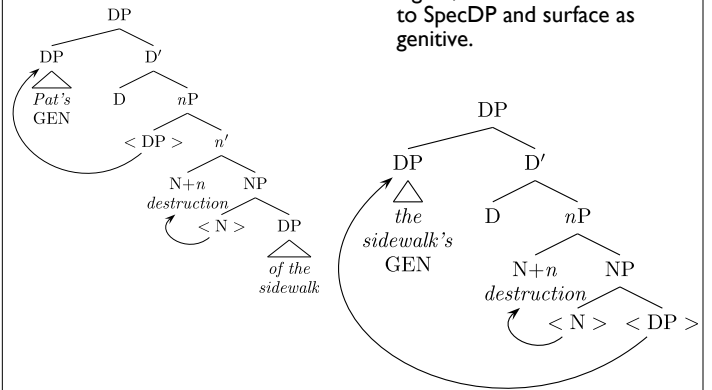 to SpecDP and surface as
genitive.
DP
DP D′
Pat's D nP
GEN
< DP > n′
N+n NP
destruction
< N > DP
of the
sidewalk
DP
DP D′
the D nP
sidewalk's
GEN N+n NP
destruction
< N > < DP >